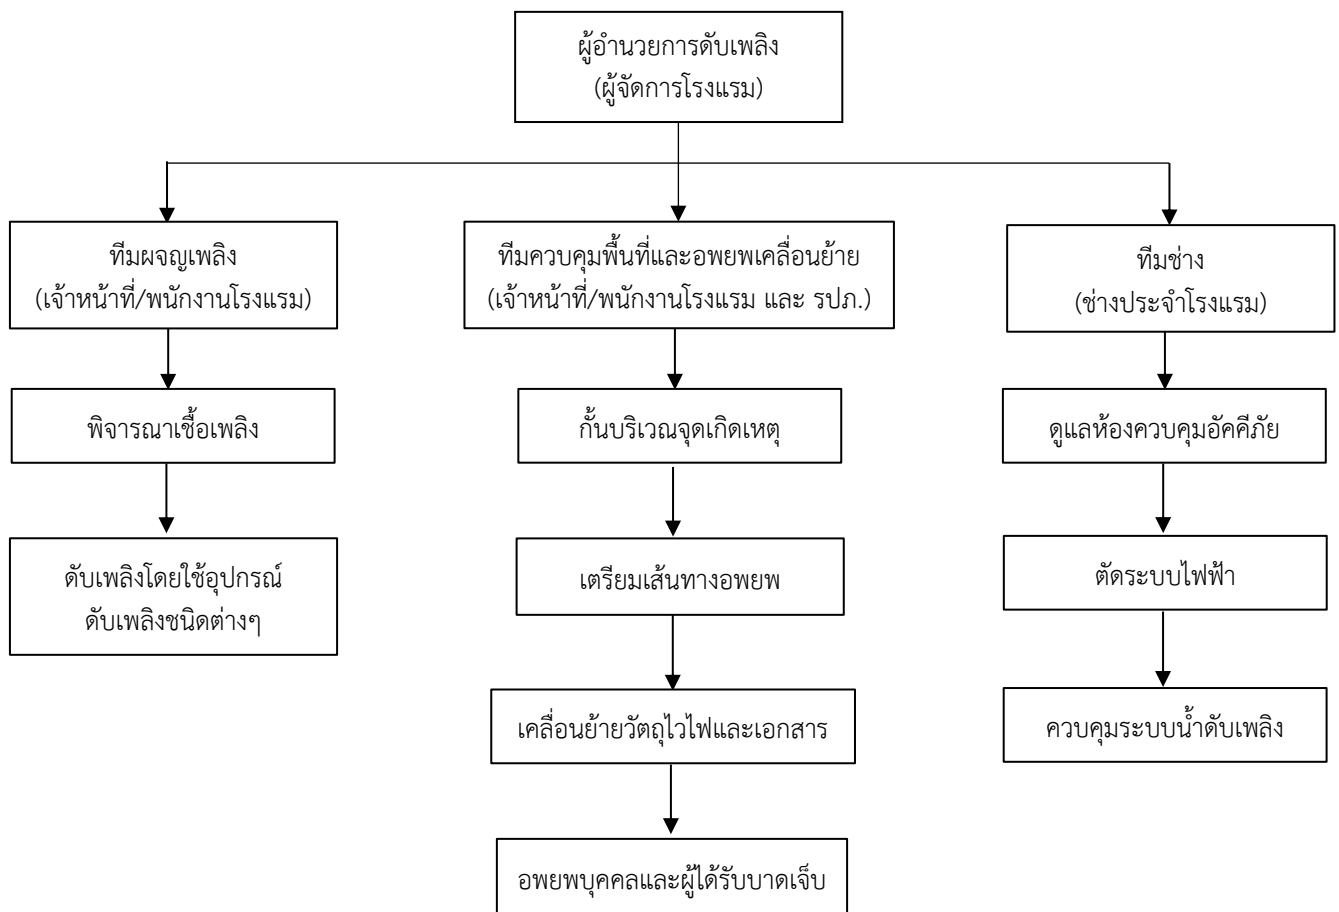 ผู้อำนวยการดับเพลิง
(ผู้จัดการโรงแรม)
ทีมผจญเพลิง
(เจ้าหน้าที่/พนักงานโรงแรม)
พิจารณาเชื้อเพลิง
ดับเพลิงโดยใช้อุปกรณ์
ดับเพลิงชนิดต่างๆ
ทีมควบคุมพื้นที่และอพยพเคลื่อนย้าย
(เจ้าหน้าที่/พนักงานโรงแรม และ รปภ.)
กั้นบริเวณจุดเกิดเหตุ
เตรียมเส้นทางอพยพ
เคลื่อนย้ายวัตถุไวไฟและเอกสาร
อพยพบุคคลและผู้ได้รับบาดเจ็บ
ทีมช่าง
(ช่างประจำโรงแรม)
ดูแลห้องควบคุมอัคคีภัย
ตัดระบบไฟฟ้า
ควบคุมระบบน้ำดับเพลิง